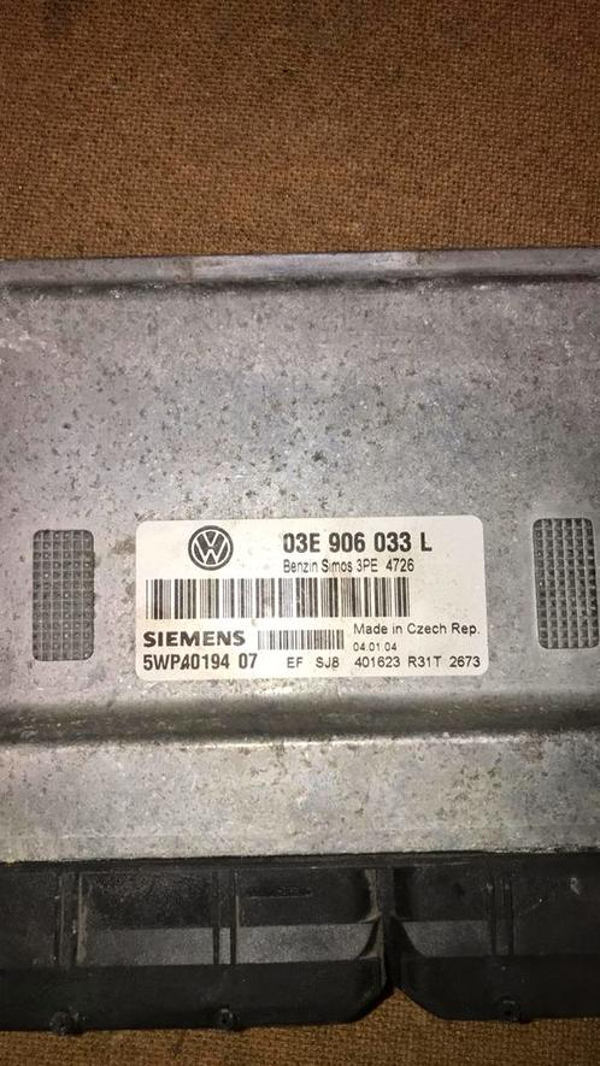 03E 906 033 L
Benzin Simos 3PE 4726
SIEMENS Made in Czech Rep.
04.01 04
5WPA0194 07 EF SJ8 401623 R31T 2673